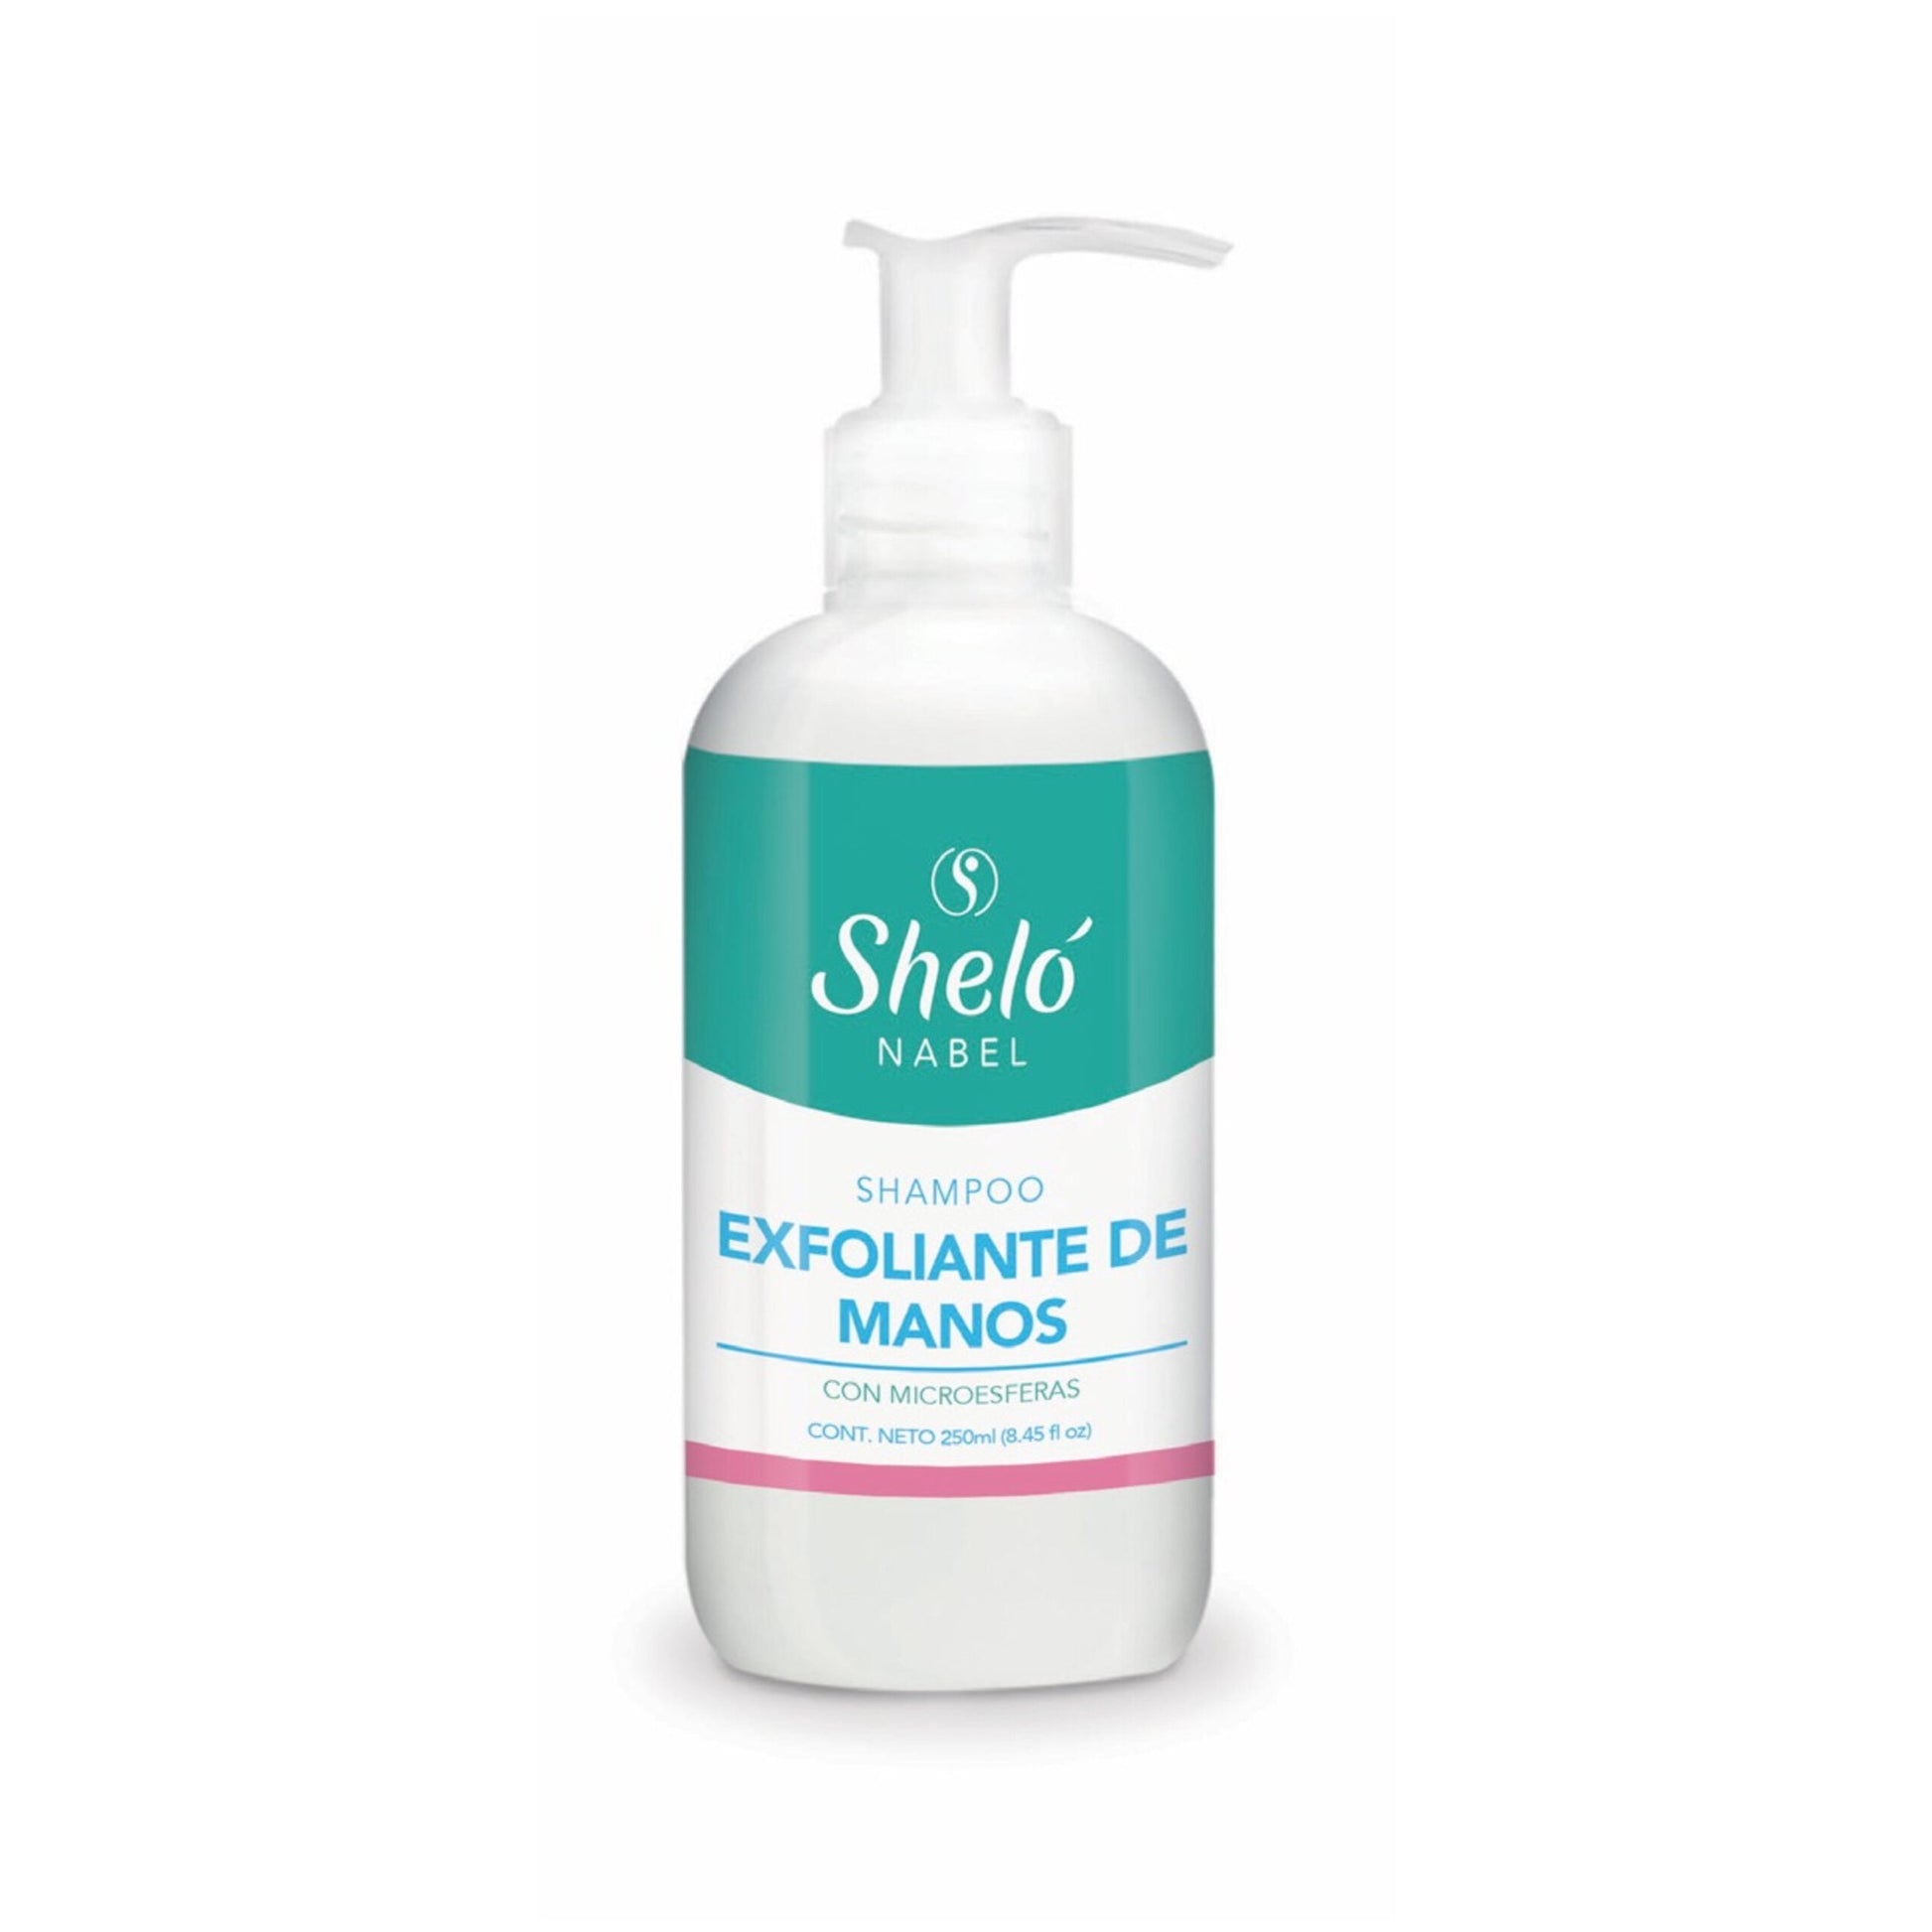 Sheló
NABEL
SHAMPOO
EXFOLIANTE DE
MANOS
CON MICROESFERAS
CONT. NETO 250ml (8.45 fl oz)